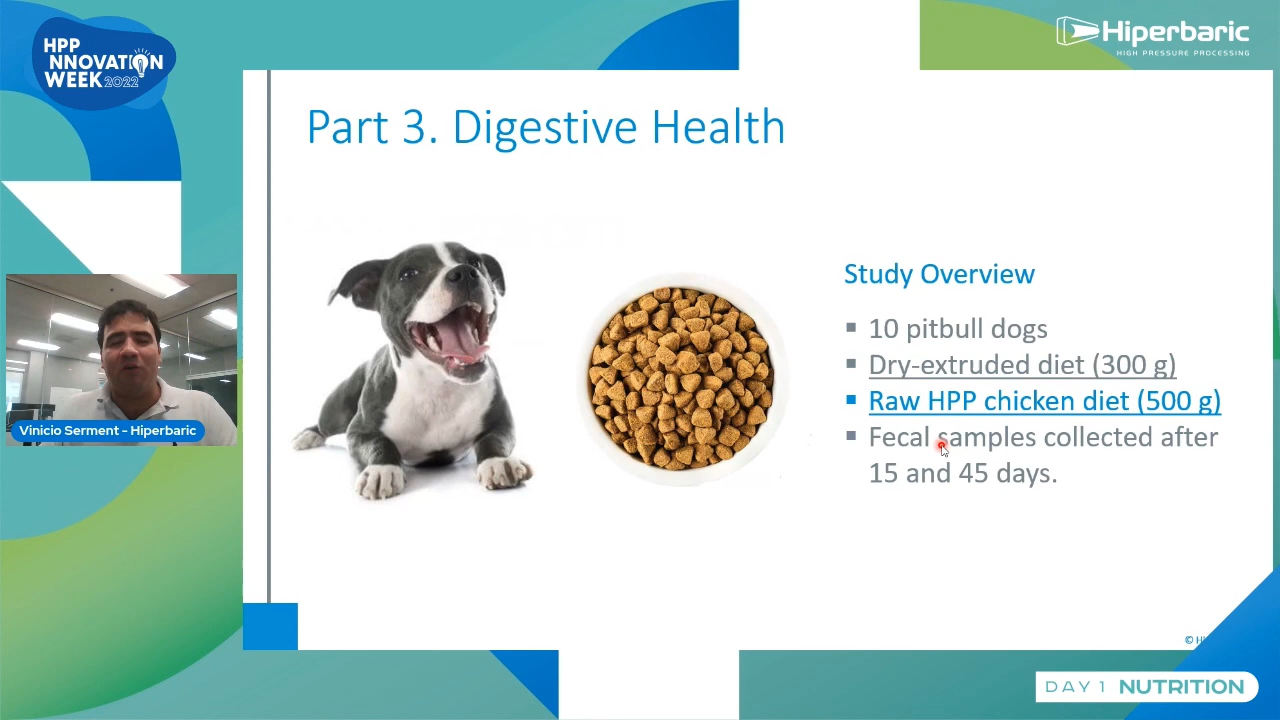 HPP
INNOVATION
WEEK 2022
Hiperbaric
HIGH PRESSURE PROCESSING
Part 3. Digestive Health
Study Overview
▪ 10 pitbull dogs
▪ Dry-extruded diet (300 g)
▪ Raw HPP chicken diet (500 g)
▪ Fecal samples collected after
15 and 45 days.
Vinicio Serment - Hiperbaric
DAY 1 NUTRITION